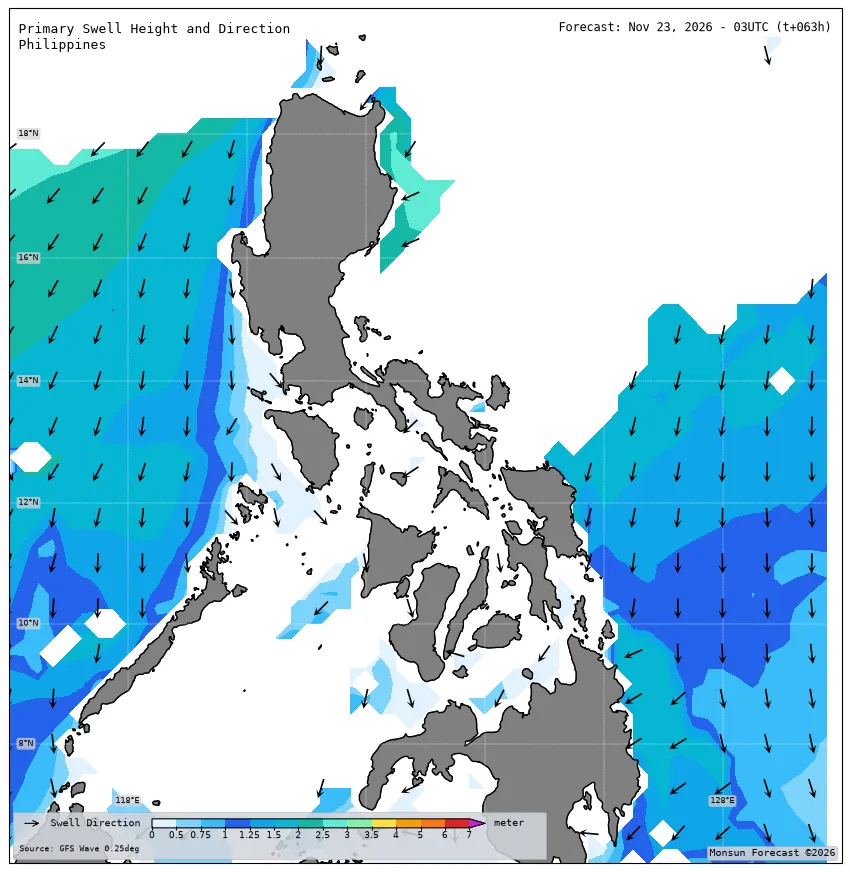 Primary Swell Height and Direction
Philippines
Forecast: Nov 23, 2026 - 03UTC (t+063h)
18°N
16°N
14°N
12°N
10°N
8°N
118°E
128°E
Swell Direction
0 0.5 0.75 1 1.25 1.5 2 2.5 3 3.5 4 5 6 7
meter
Source: GFS Wave 0.25deg
Monsun Forecast ©2026